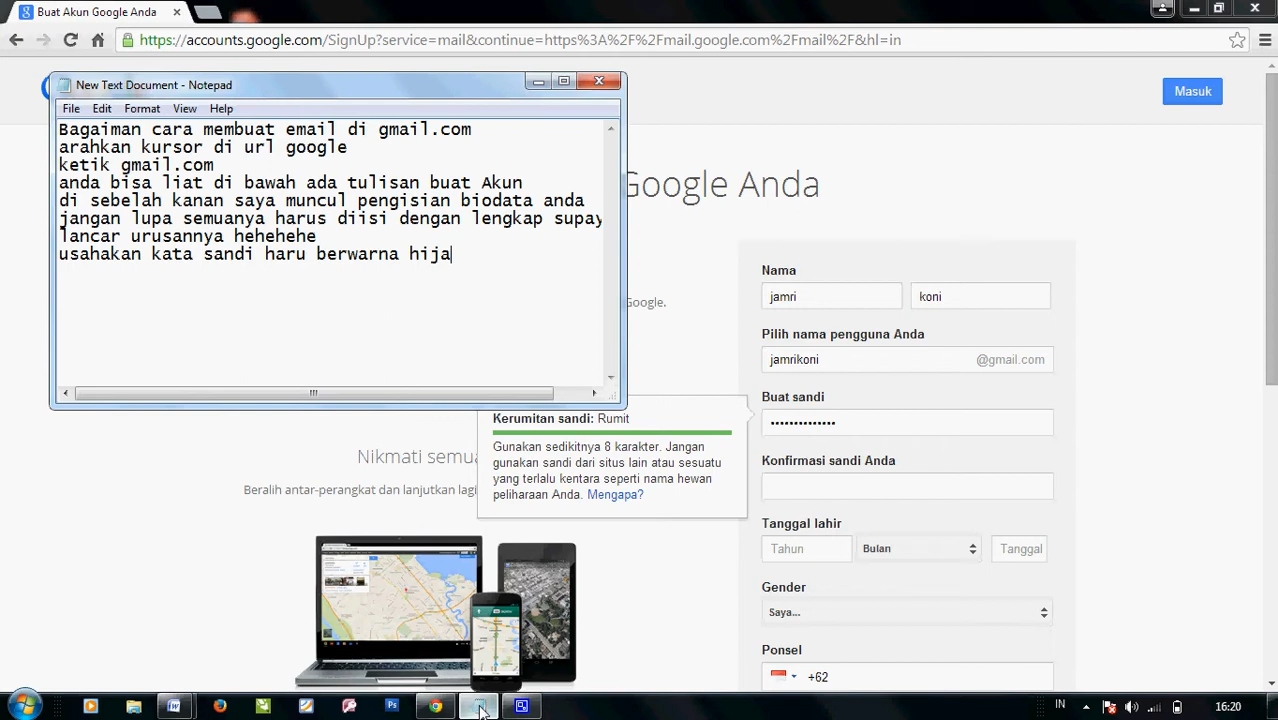 Buat Akun Google Anda
https://accounts.google.com/SignUp?service=mail&continue=https%3A%2F%2Fmail.google.com%2Fmail%2F&hl=in
Masuk
New Text Document - Notepad
File Edit Format View Help
Bagaiman cara membuat email di gmail.com
arahkan kursor di url google
ketik gmail.com
anda bisa liat di bawah ada tulisan buat Akun
di sebelah kanan saya muncul pengisian biodata anda
jangan lupa semuanya harus diisi dengan lengkap supay
lancar urusannya hehehehe
usahakan kata sandi haru berwarna hija
Google Anda
Google.
Nama
jamri koni
Pilih nama pengguna Anda
jamrikoni @gmail.com
Buat sandi
••••••••••••••
Kerumitan sandi: Rumit
Gunakan sedikitnya 8 karakter. Jangan
gunakan sandi dari situs lain atau sesuatu
yang terlalu kentara seperti nama hewan
peliharaan Anda. Mengapa?
Konfirmasi sandi Anda
Tanggal lahir
Tahun Bulan Tanggal
Gender
Saya...
Ponsel
+62
Nikmati semua
Beralih antar-perangkat dan lanjutkan lagi
IN 16:20